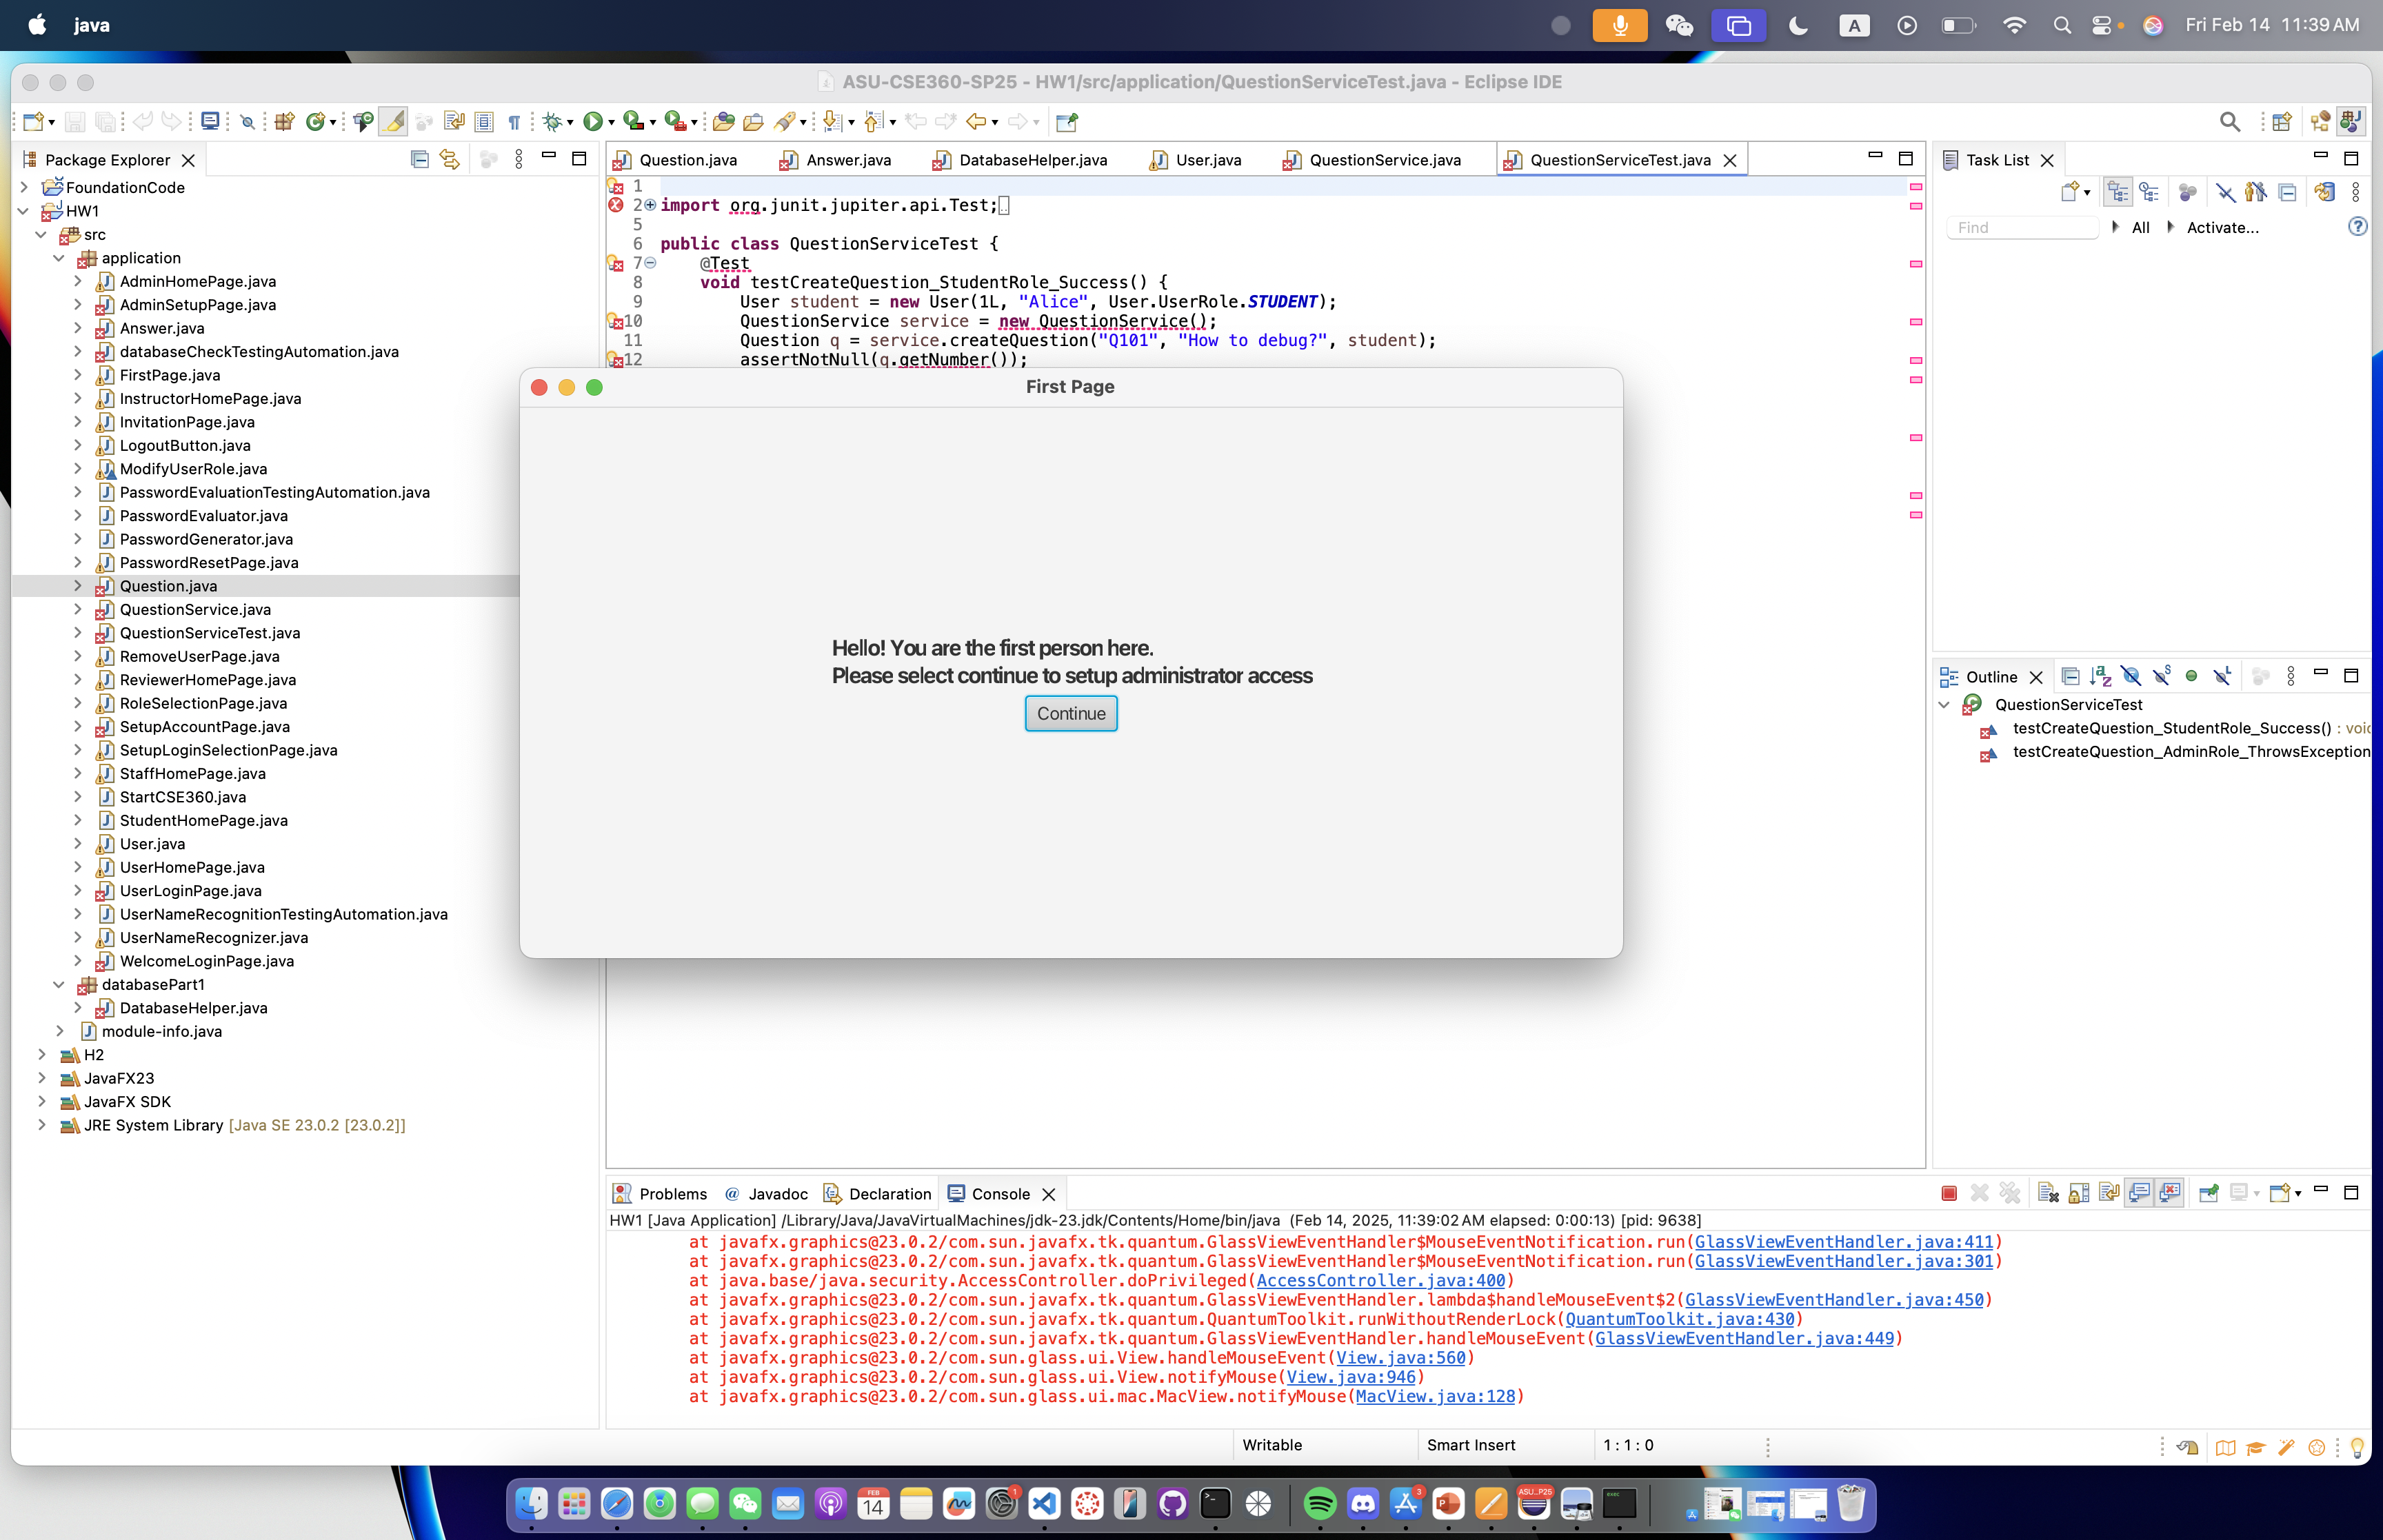 java
A
Fri Feb 14 11:39 AM
ASU-CSE360-SP25 - HW1/src/application/QuestionServiceTest.java - Eclipse IDE
Package Explorer
FoundationCode
HW1
src
application
AdminHomePage.java
AdminSetupPage.java
Answer.java
databaseCheckTestingAutomation.java
FirstPage.java
InstructorHomePage.java
InvitationPage.java
LogoutButton.java
ModifyUserRole.java
PasswordEvaluationTestingAutomation.java
PasswordEvaluator.java
PasswordGenerator.java
PasswordResetPage.java
Question.java
QuestionService.java
QuestionServiceTest.java
RemoveUserPage.java
ReviewerHomePage.java
RoleSelectionPage.java
SetupAccountPage.java
SetupLoginSelectionPage.java
StaffHomePage.java
StartCSE360.java
StudentHomePage.java
User.java
UserHomePage.java
UserLoginPage.java
UserNameRecognitionTestingAutomation.java
UserNameRecognizer.java
WelcomeLoginPage.java
databasePart1
DatabaseHelper.java
module-info.java
H2
JavaFX23
JavaFX SDK
JRE System Library [Java SE 23.0.2 [23.0.2]]
Question.java Answer.java DatabaseHelper.java User.java QuestionService.java QuestionServiceTest.java
1
2 import org.junit.jupiter.api.Test;
5
6 public class QuestionServiceTest {
7 @Test
8 void testCreateQuestion_StudentRole_Success() {
9 User student = new User(1L, "Alice", User.UserRole.STUDENT);
10 QuestionService service = new QuestionService();
11 Question q = service.createQuestion("Q101", "How to debug?", student);
12 assertNotNull(q.getNumber());
First Page
Hello! You are the first person here.
Please select continue to setup administrator access
Continue
Task List
Find All Activate...
Outline
QuestionServiceTest
testCreateQuestion_StudentRole_Success() : voi
testCreateQuestion_AdminRole_ThrowsException
Problems @ Javadoc Declaration Console
HW1 [Java Application] /Library/Java/JavaVirtualMachines/jdk-23.jdk/Contents/Home/bin/java (Feb 14, 2025, 11:39:02 AM elapsed: 0:00:13) [pid: 9638]
at javafx.graphics@23.0.2/com.sun.javafx.tk.quantum.GlassViewEventHandler$MouseEventNotification.run(GlassViewEventHandler.java:411)
at javafx.graphics@23.0.2/com.sun.javafx.tk.quantum.GlassViewEventHandler$MouseEventNotification.run(GlassViewEventHandler.java:301)
at java.base/java.security.AccessController.doPrivileged(AccessController.java:400)
at javafx.graphics@23.0.2/com.sun.javafx.tk.quantum.GlassViewEventHandler.lambda$handleMouseEvent$2(GlassViewEventHandler.java:450)
at javafx.graphics@23.0.2/com.sun.javafx.tk.quantum.QuantumToolkit.runWithoutRenderLock(QuantumToolkit.java:430)
at javafx.graphics@23.0.2/com.sun.javafx.tk.quantum.GlassViewEventHandler.handleMouseEvent(GlassViewEventHandler.java:449)
at javafx.graphics@23.0.2/com.sun.glass.ui.View.handleMouseEvent(View.java:560)
at javafx.graphics@23.0.2/com.sun.glass.ui.View.notifyMouse(View.java:946)
at javafx.graphics@23.0.2/com.sun.glass.ui.mac.MacView.notifyMouse(MacView.java:128)
Writable Smart Insert 1 : 1 : 0
FEB
14
1
3
ASU_P25
exec